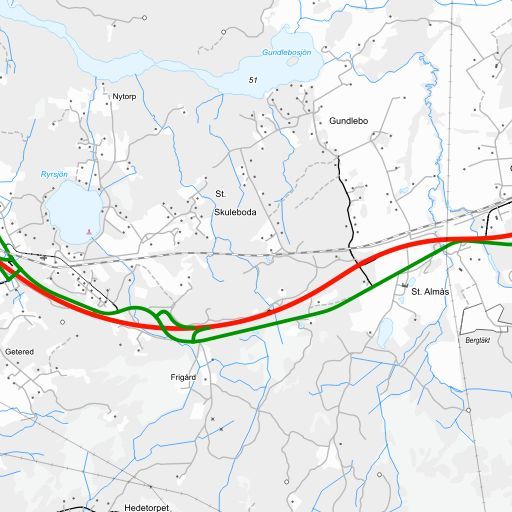 Gundlebosjön
51
Nytorp
Gundlebo
Ryrsjön
St.
Skuleboda
St. Almås
Bergtäkt
Getered
Frigård
Hedetorpet